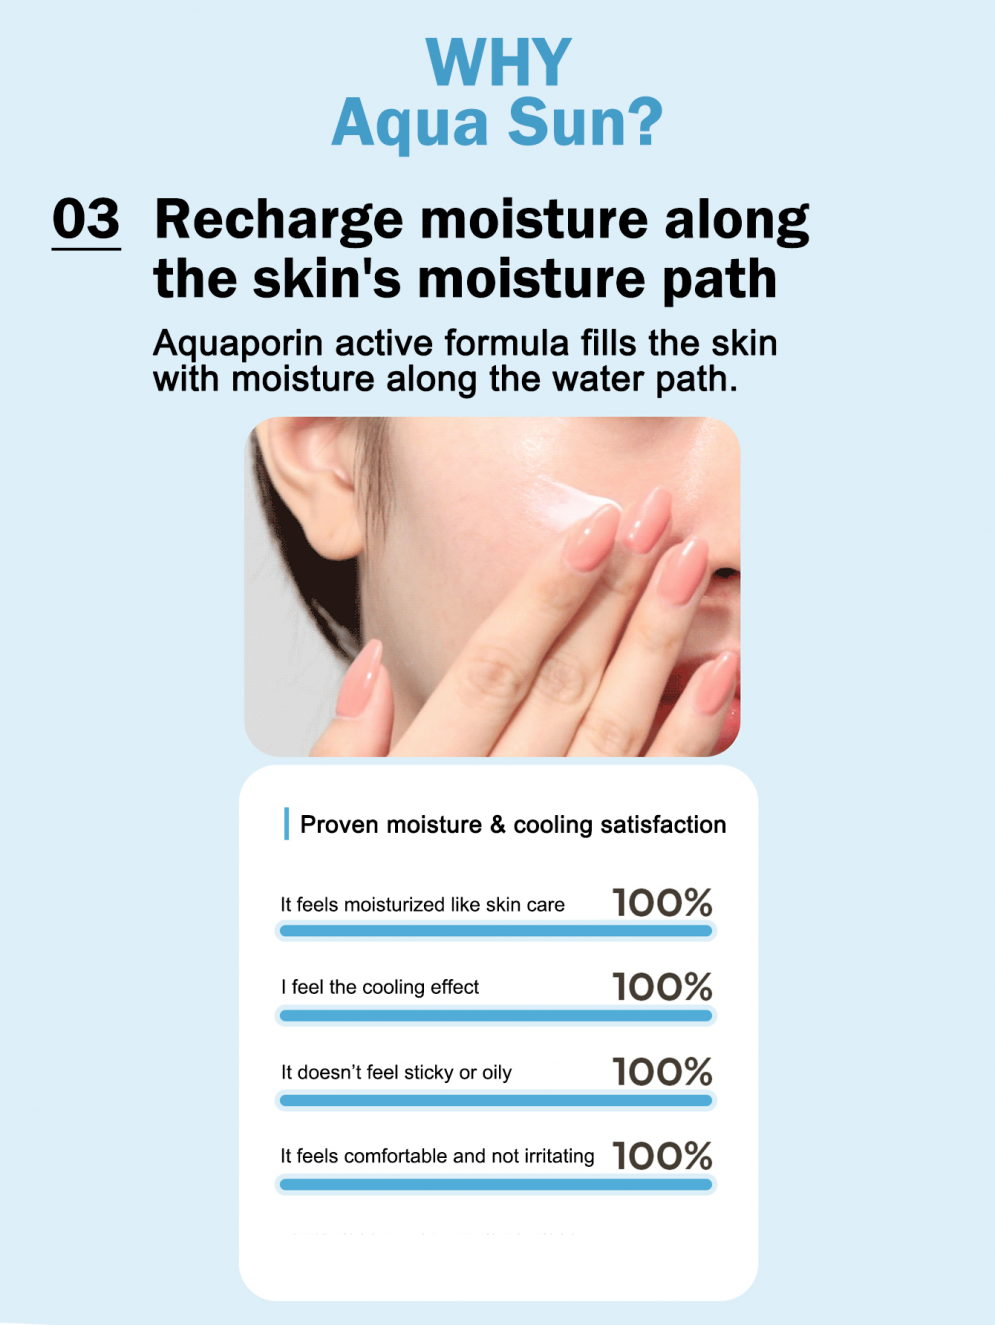 WHY
Aqua Sun?
03 Recharge moisture along
the skin's moisture path
Aquaporin active formula fills the skin
with moisture along the water path.
Proven moisture & cooling satisfaction
It feels moisturized like skin care 100%
I feel the cooling effect 100%
It doesn’t feel sticky or oily 100%
It feels comfortable and not irritating 100%